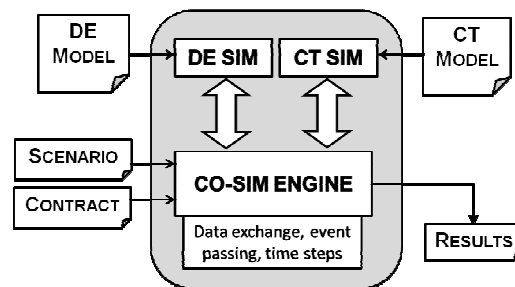 DE
MODEL
DE SIM
CT SIM
CT
MODEL
SCENARIO
CONTRACT
CO-SIM ENGINE
Data exchange, event
passing, time steps
RESULTS